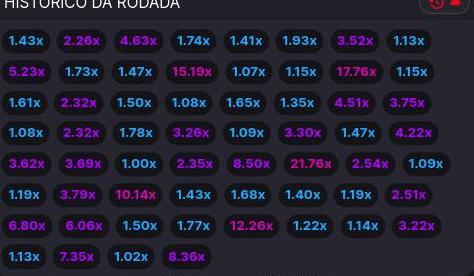 HISTÓRICO DA RODADA
1.43x 2.26x 4.63x 1.74x 1.41x 1.93x 3.52x 1.13x
5.23x 1.73x 1.47x 15.19x 1.07x 1.15x 17.76x 1.15x
1.61x 2.32x 1.50x 1.08x 1.65x 1.35x 4.51x 3.75x
1.08x 2.32x 1.78x 3.26x 1.09x 3.30x 1.47x 4.22x
3.62x 3.69x 1.00x 2.35x 8.50x 21.76x 2.54x 1.09x
1.19x 3.79x 10.14x 1.43x 1.68x 1.40x 1.19x 2.51x
6.80x 6.06x 1.50x 1.77x 12.26x 1.22x 1.14x 3.22x
1.13x 7.35x 1.02x 8.36x